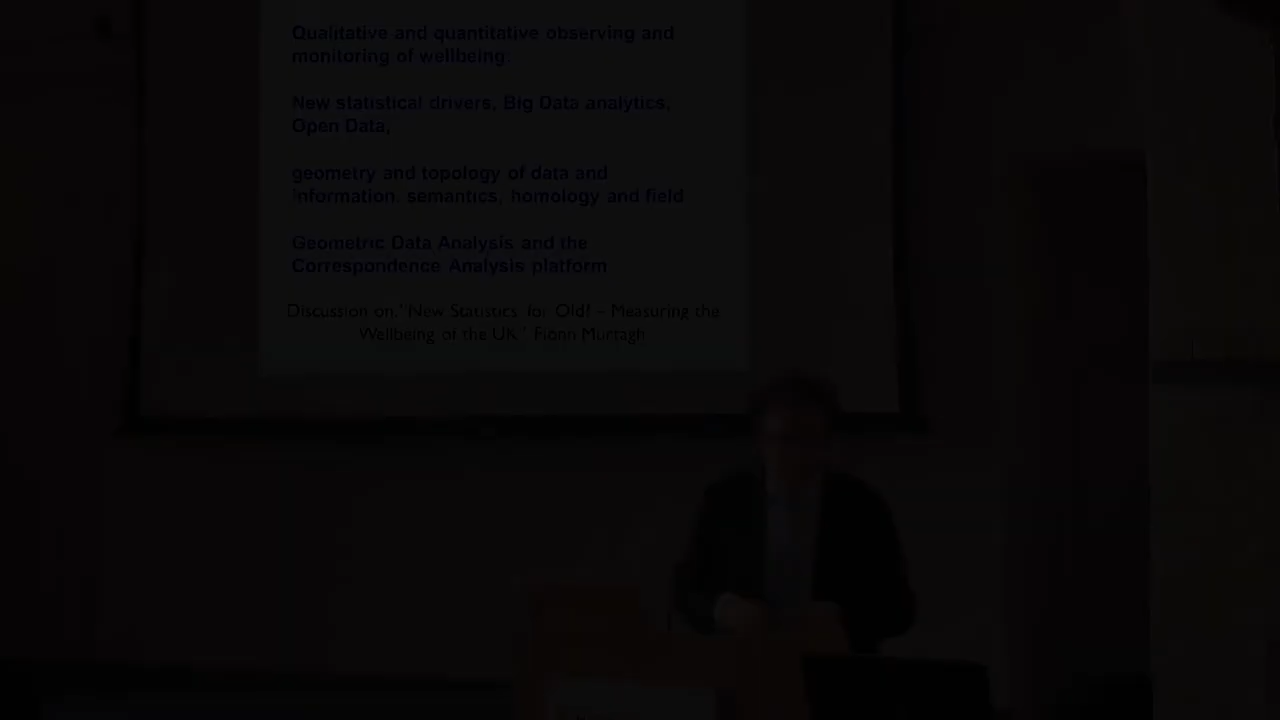 Qualitative and quantitative observing and
monitoring of wellbeing.
New statistical drivers, Big Data analytics,
Open Data,
geometry and topology of data and
information, semantics, homology and field
Geometric Data Analysis and the
Correspondence Analysis platform
Discussion on "New Statistics for Old? – Measuring the
Wellbeing of the UK" Fionn Murtagh